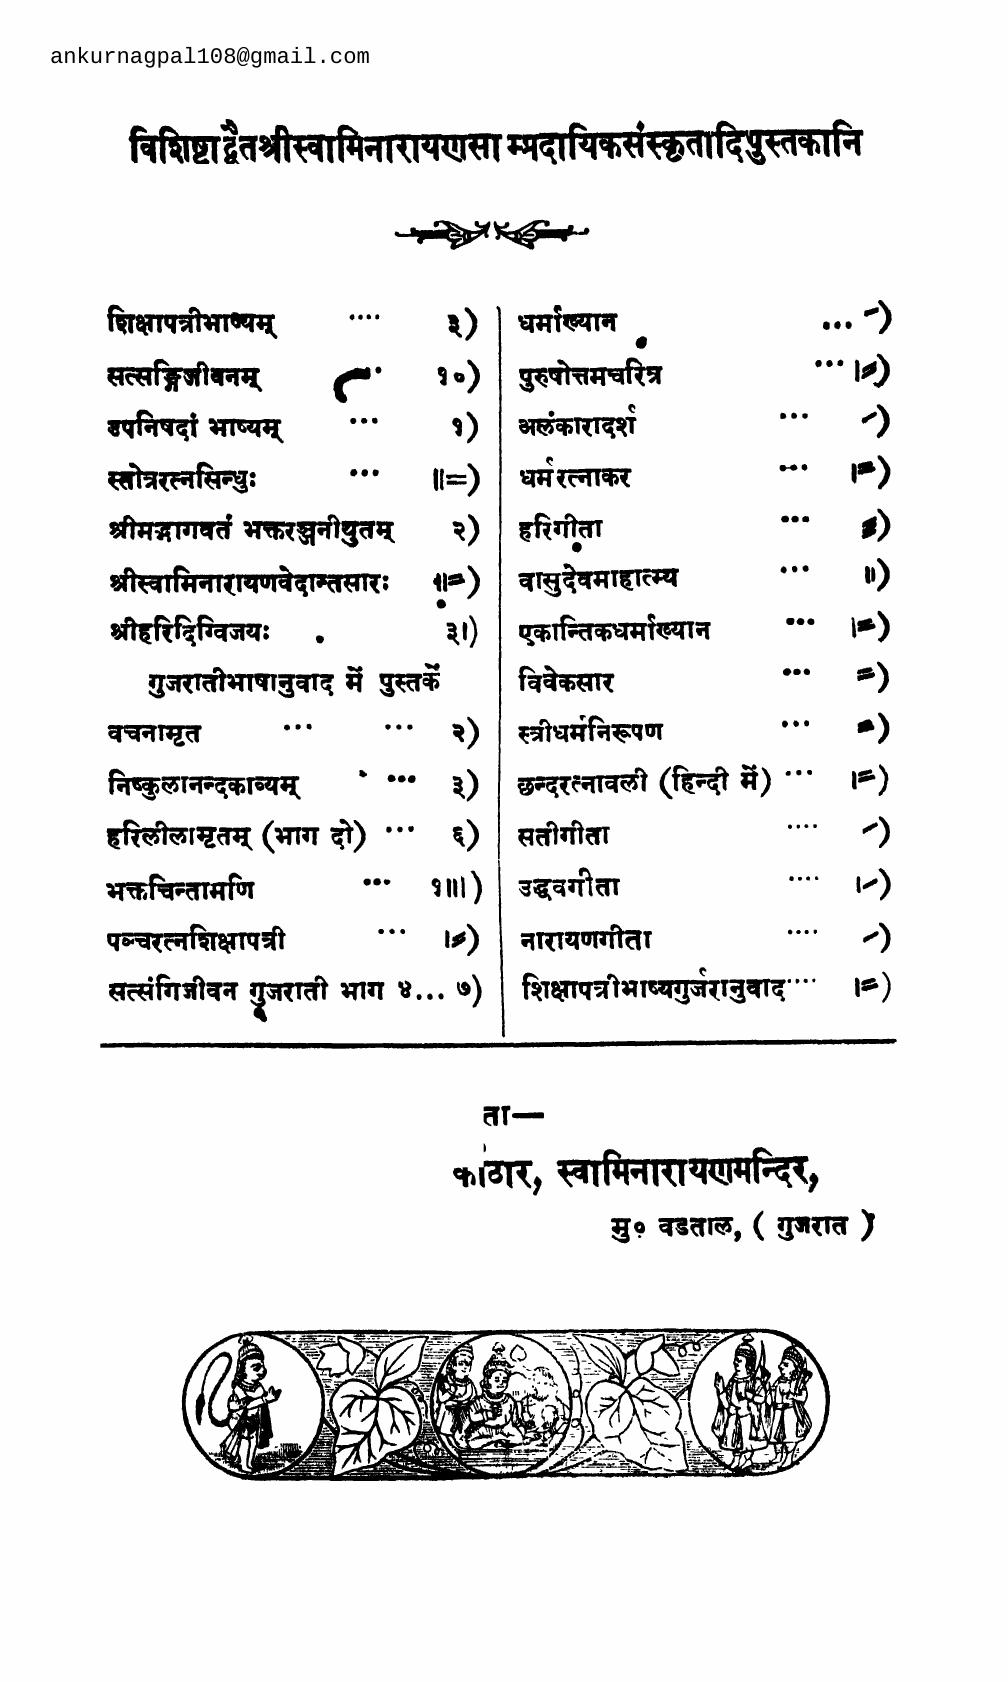 ankurnagpal108@gmail.com
विशिष्टाद्वैतश्रीस्वामिनारायणसाम्प्रदायिकसंस्कृतादिपुस्तकानि
शिक्षापत्रीभाष्यम् .... ३)
सत्सङ्गिजीवनम् १०)
उपनिषदां भाष्यम् ... १)
स्तोत्ररत्नसिन्धुः ... ॥=)
श्रीमद्भागवतं भक्तरञ्जनीयुतम् २)
श्रीस्वामिनारायणवेदान्तसारः ॥=)
श्रीहरिदिग्विजयः . ३।)
गुजरातीभाषानुवाद में पुस्तकें
वचनामृत ... ... २)
निष्कुलानन्दकाव्यम् ... ३)
हरिलीलामृतम् (भाग दो) ... ६)
भक्तचिन्तामणि ... १॥।)
पञ्चरत्नशिक्षापत्री ... ।=)
सत्संगिजीवन गुजराती भाग ४... ७)
धर्माख्यान ... -)
पुरुषोत्तमचरित्र ... ।=)
अलंकारादर्श ... -)
धर्मरत्नाकर ... ।=)
हरिगीता ...
वासुदेवमाहात्म्य ... ॥)
एकान्तिकधर्माख्यान ... ।=)
विवेकसार ... =)
स्त्रीधर्मनिरूपण ... =)
छन्दरत्नावली (हिन्दी में) ... ।=)
सतीगीता .... -)
उद्धवगीता .... ।-)
नारायणगीता .... -)
शिक्षापत्रीभाष्यगुर्जरानुवाद.... ।=)
ता—
कोठार, स्वामिनारायणमन्दिर,
मु० वडताल, ( गुजरात )